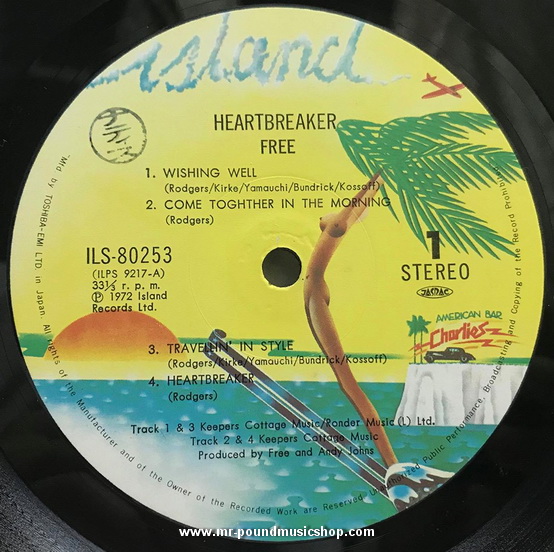 island
HEARTBREAKER
FREE
1. WISHING WELL
(Rodgers/Kirke/Yamauchi/Bundrick/Kossoff)
2. COME TOGHTHER IN THE MORNING
(Rodgers)
ILS-80253
(ILPS 9217-A)
33⅓ r. p. m.
Ⓟ 1972 Island
Records Ltd.
1
STEREO
JASRAC
AMERICAN BAR
Charlies
3. TRAVELLIN' IN STYLE
(Rodgers/Kirke/Yamauchi/Bundrick/Kossoff)
4. HEARTBREAKER
(Rodgers)
Track 1 & 3 Keepers Cottage Music/Ronder Music (L) Ltd.
Track 2 & 4 Keepers Cottage Music
Produced by Free and Andy Johns
Mfd by TOSHIBA-EMI LTD. in Japan. All rights of the Manufacturer and of the Owner of the Recorded Work are Reserved. Unauthorized Public Performance, Broadcasting and Copying of the Record Prohibited
www.mr-poundmusicshop.com